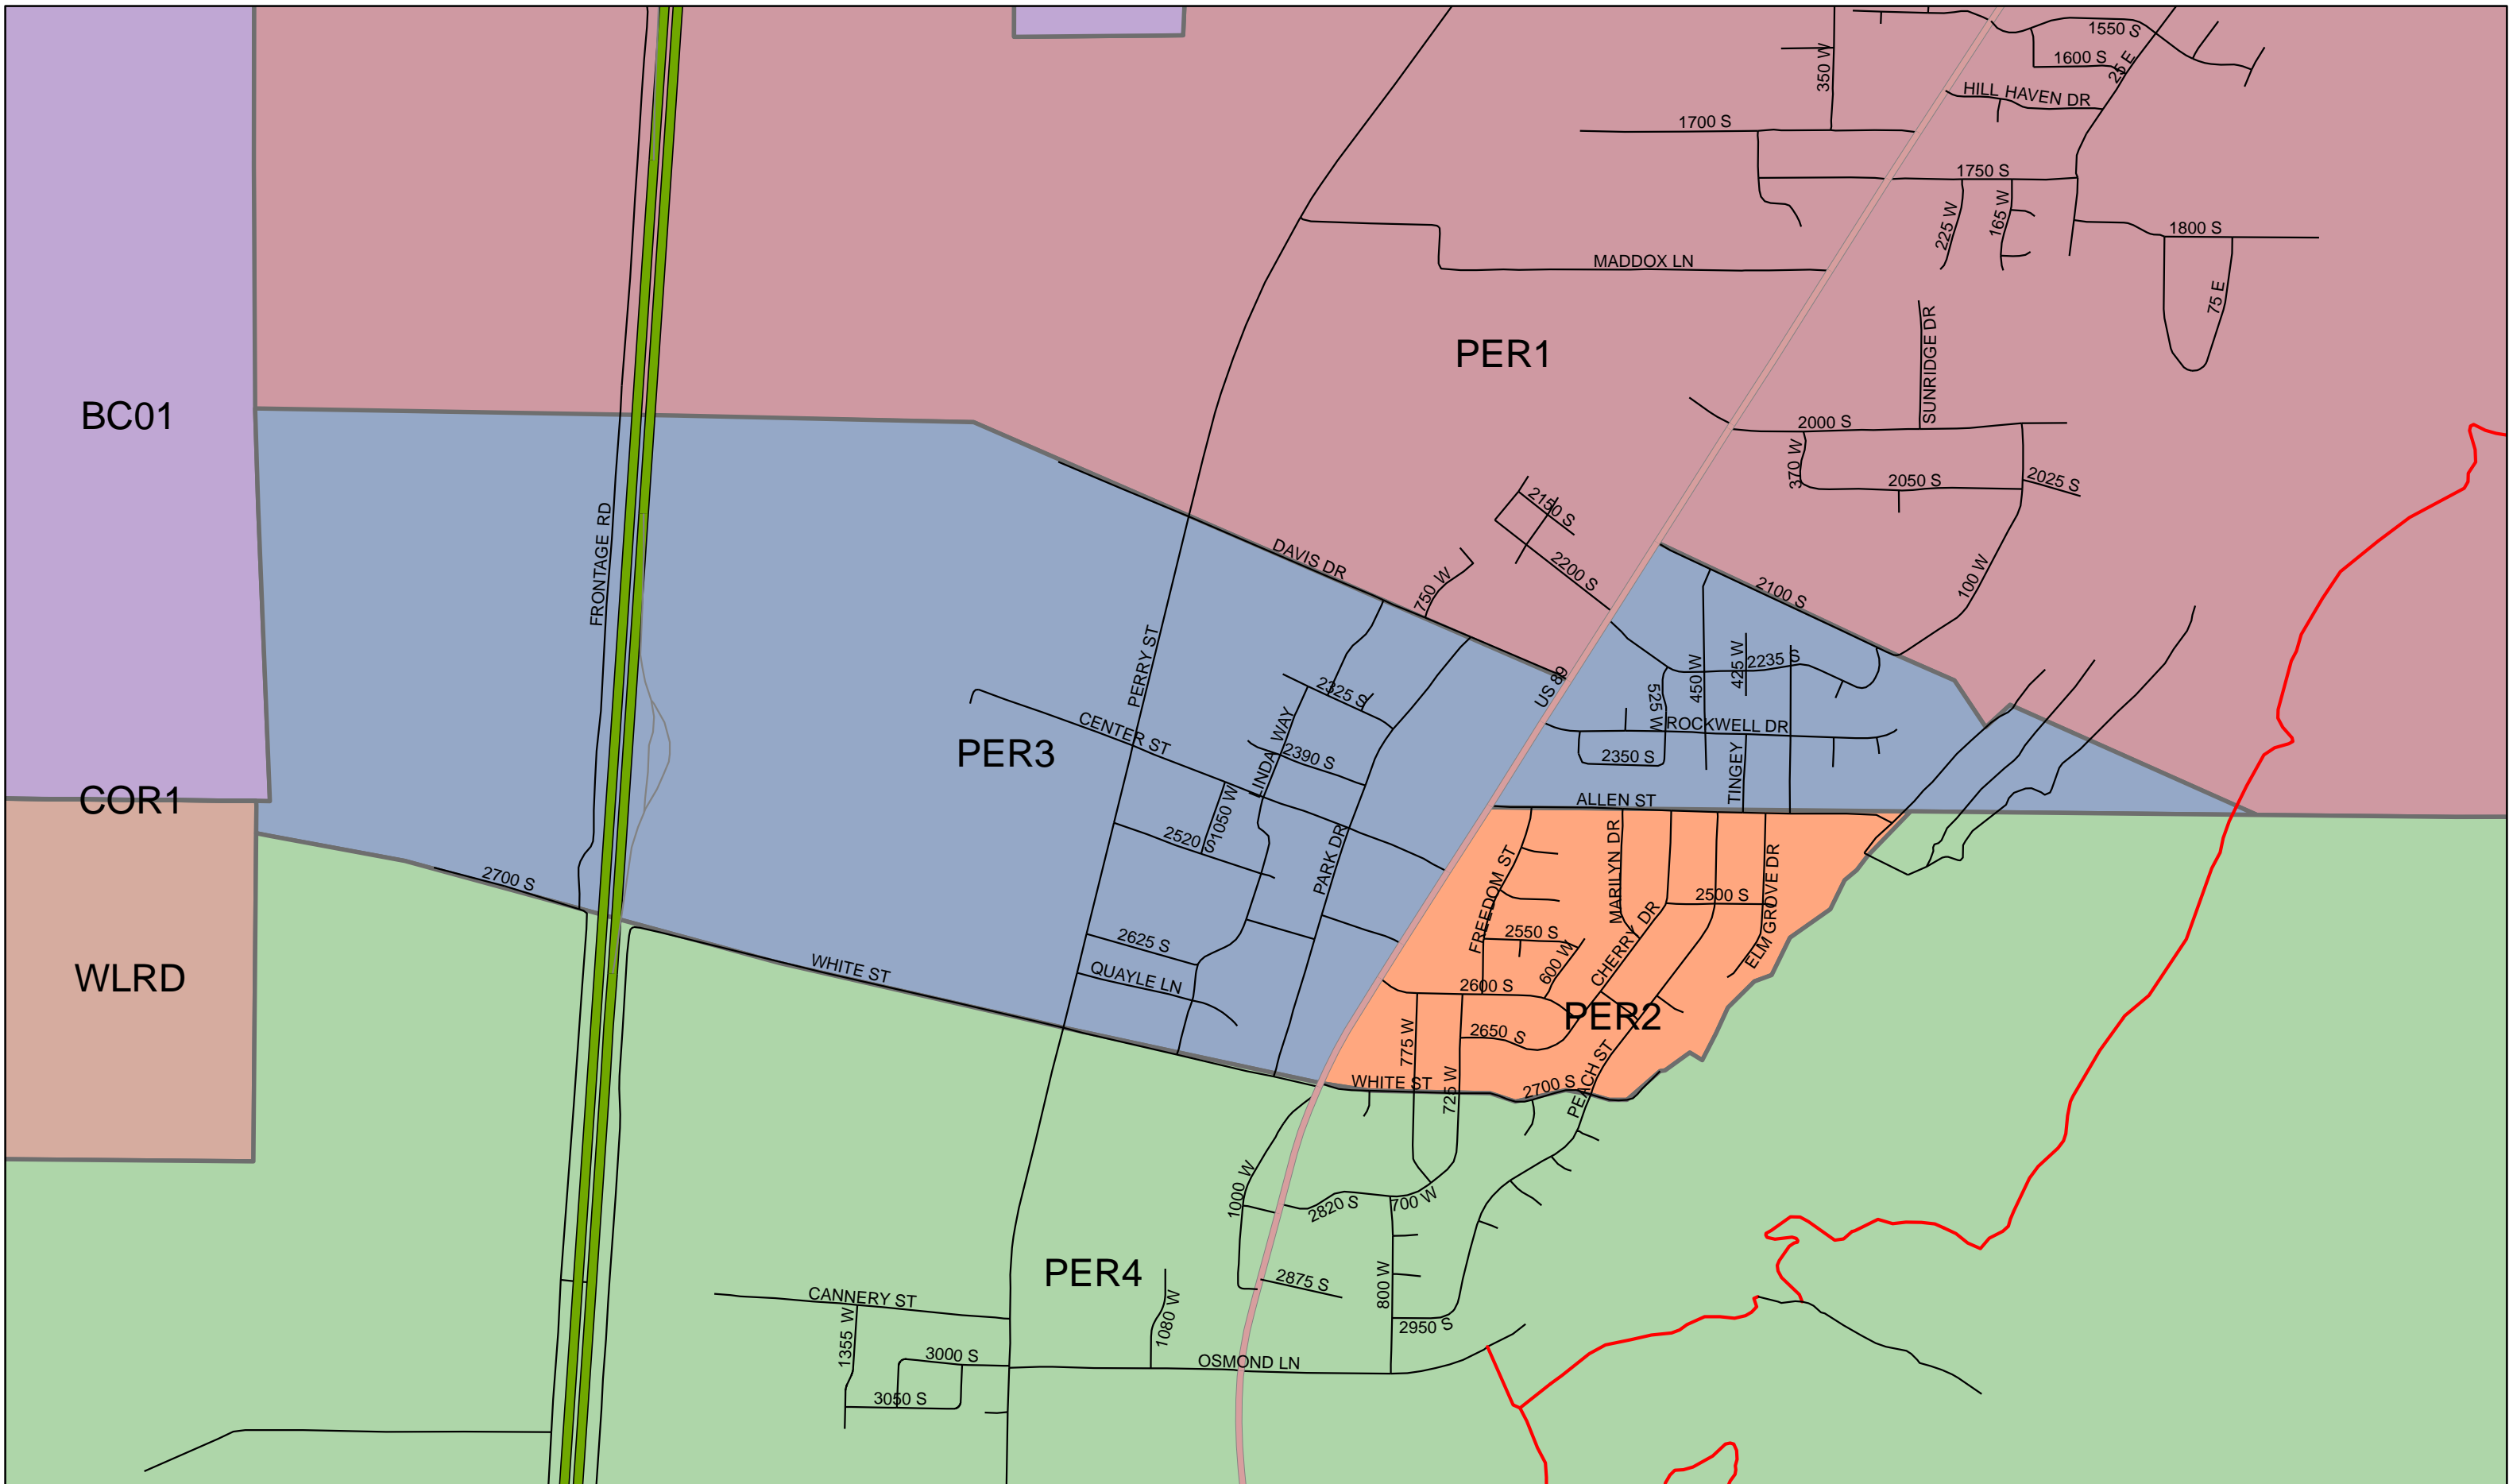 1550 S
1600 S
25 E
350 W
HILL HAVEN DR
1700 S
1750 S
225 W
165 W
1800 S
MADDOX LN
75 E
SUNRIDGE DR
PER1
BC01
2000 S
370 W
2050 S
2025 S
2150 S
DAVIS DR
2200 S
750 W
2100 S
100 W
FRONTAGE RD
PERRY ST
US 89
450 W
425 W
2235 S
525 W
2325 S
CENTER ST
LINDA WAY
ROCKWELL DR
PER3
2390 S
2350 S
TINGEY
COR1
ALLEN ST
1050 W
2520 S
PARK DR
FREEDOM ST
MARILYN DR
2700 S
2500 S
ELM GROVE DR
CHERRY DR
2550 S
2625 S
WHITE ST
WLRD
QUAYLE LN
600 W
2600 S
PER2
2650 S
775 W
PEACH ST
WHITE ST
725 W
2700 S
1000 W
2820 S
700 W
PER4
2875 S
800 W
CANNERY ST
1355 W
1080 W
2950 S
3000 S
OSMOND LN
3050 S